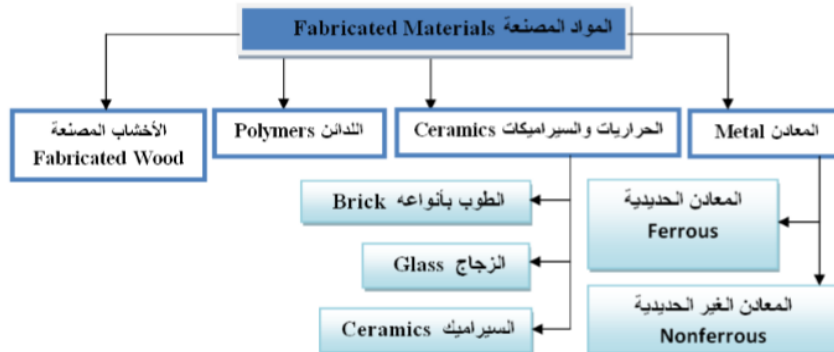 المواد المصنعة Fabricated Materials
المعادن Metal
الحراريات والسيراميكات Ceramics
اللدائن Polymers
الأخشاب المصنعة
Fabricated Wood
المعادن الحديدية
Ferrous
المعادن الغير الحديدية
Nonferrous
الطوب بأنواعه Brick
الزجاج Glass
السيراميك Ceramics